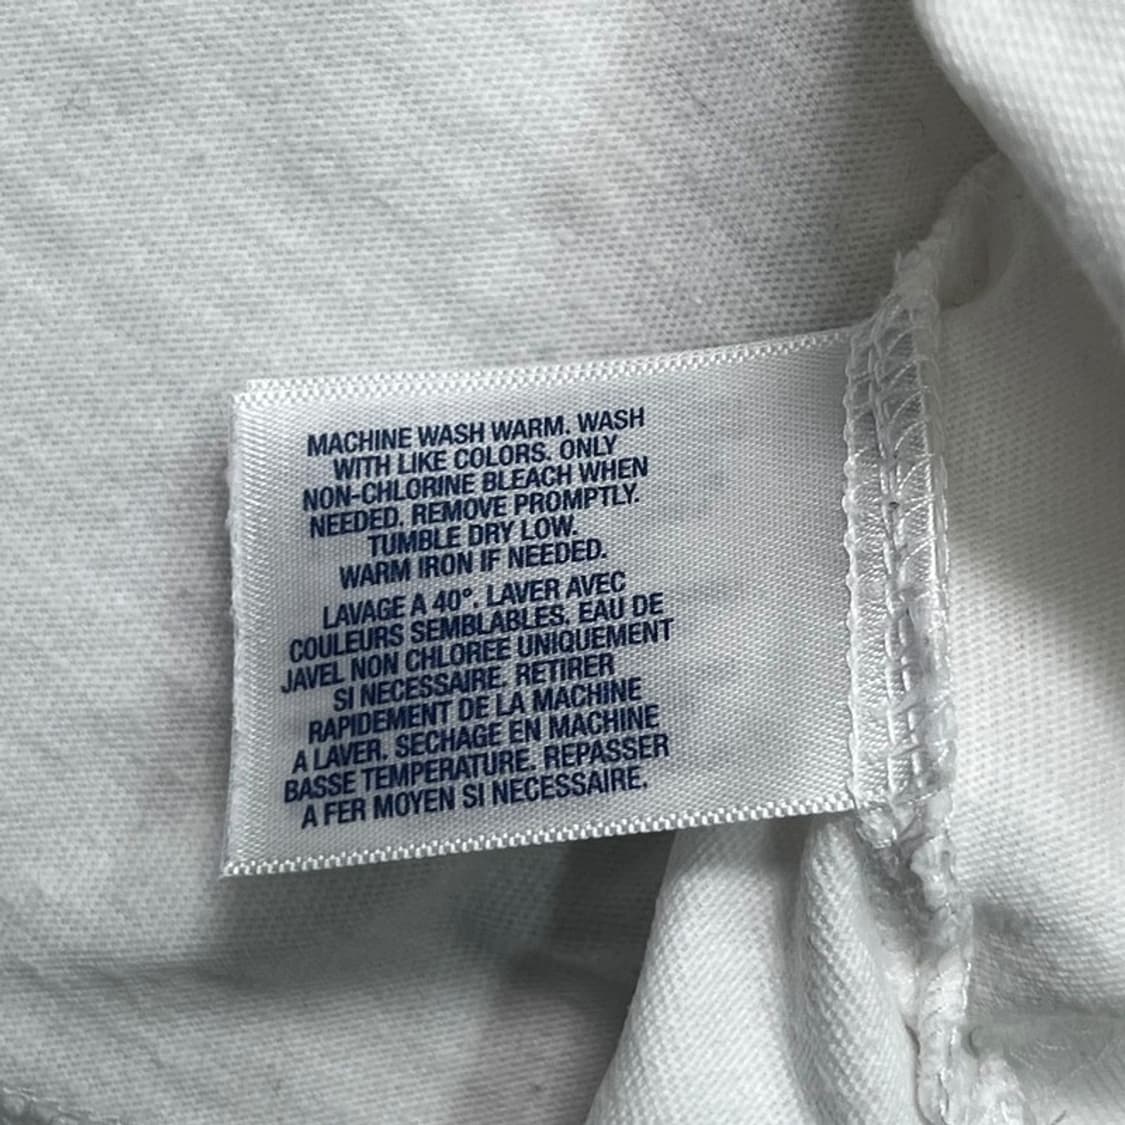 MACHINE WASH WARM. WASH
WITH LIKE COLORS. ONLY
NON-CHLORINE BLEACH WHEN
NEEDED. REMOVE PROMPTLY.
TUMBLE DRY LOW.
WARM IRON IF NEEDED.
LAVAGE A 40°. LAVER AVEC
COULEURS SEMBLABLES. EAU DE
JAVEL NON CHLOREE UNIQUEMENT
SI NECESSAIRE. RETIRER
RAPIDEMENT DE LA MACHINE
A LAVER. SECHAGE EN MACHINE
BASSE TEMPERATURE. REPASSER
A FER MOYEN SI NECESSAIRE.